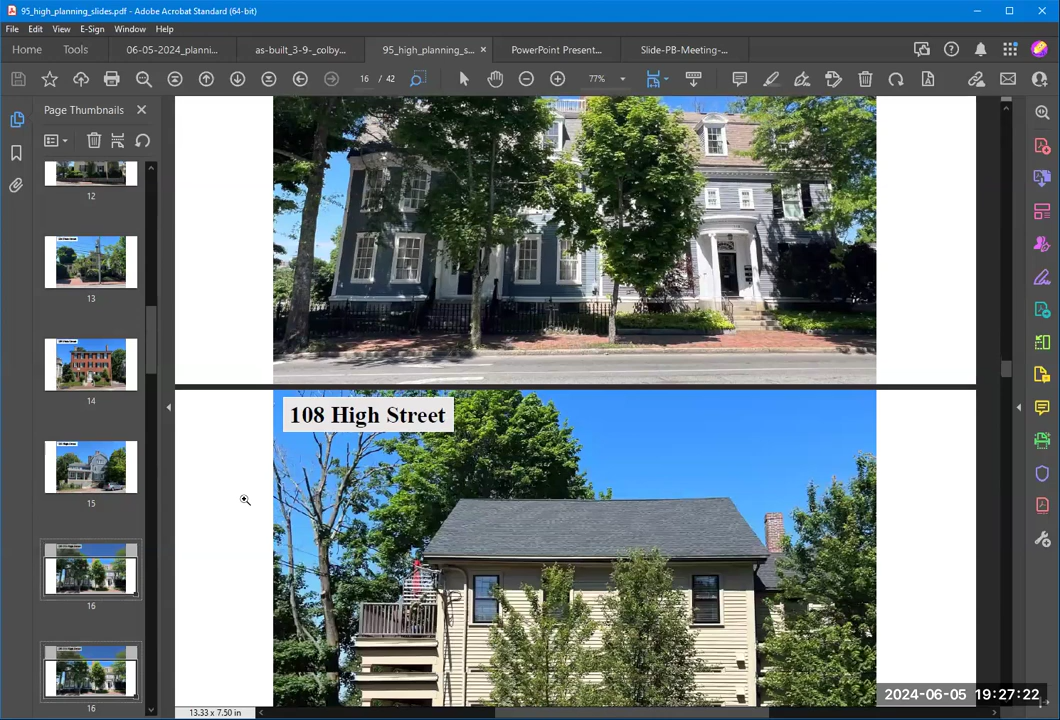 95_high_planning_slides.pdf - Adobe Acrobat Standard (64-bit)
File Edit View E-Sign Window Help
Home Tools 06-05-2024_planni... as-built_3-9-_colby... 95_high_planning_s... × PowerPoint Present... Slide-PB-Meeting-...
16 / 42 77%
Page Thumbnails
12
13
14
15
16
16
108 High Street
13.33 x 7.50 in
2024-06-05 19:27:22